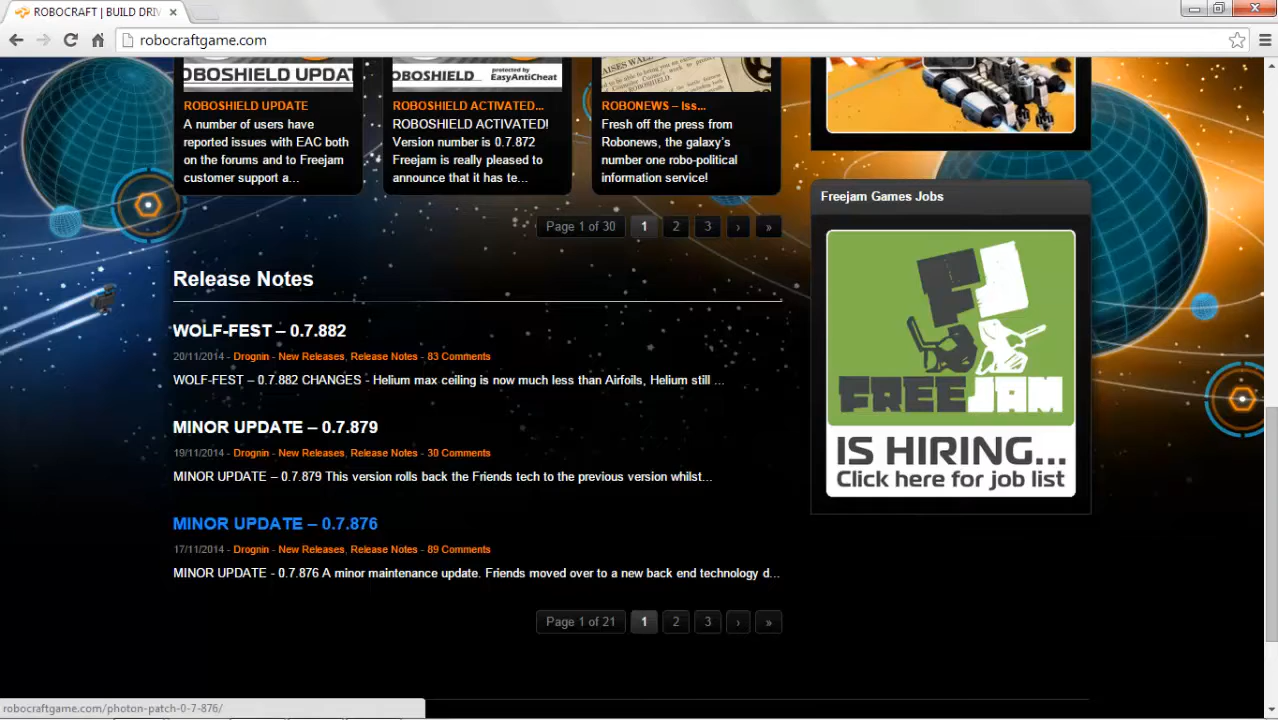 ROBOCRAFT | BUILD DRIV
robocraftgame.com
OBOSHIELD UPDAT
OBOSHIELD
protected by
EasyAntiCheat
ROBOSHIELD UPDATE
A number of users have
reported issues with EAC both
on the forums and to Freejam
customer support a...
ROBOSHIELD ACTIVATED...
ROBOSHIELD ACTIVATED!
Version number is 0.7.872
Freejam is really pleased to
announce that it has te...
ROBONEWS – Iss...
Fresh off the press from
Robonews, the galaxy's
number one robo-political
information service!
Page 1 of 30 1 2 3 › »
Release Notes
WOLF-FEST – 0.7.882
20/11/2014 - Drognin - New Releases, Release Notes - 83 Comments
WOLF-FEST – 0.7.882 CHANGES - Helium max ceiling is now much less than Airfoils, Helium still ...
MINOR UPDATE – 0.7.879
19/11/2014 - Drognin - New Releases, Release Notes - 30 Comments
MINOR UPDATE – 0.7.879 This version rolls back the Friends tech to the previous version whilst...
MINOR UPDATE – 0.7.876
17/11/2014 - Drognin - New Releases, Release Notes - 89 Comments
MINOR UPDATE - 0.7.876 A minor maintenance update. Friends moved over to a new back end technology d...
Page 1 of 21 1 2 3 › »
Freejam Games Jobs
FREEJAM
IS HIRING...
Click here for job list
robocraftgame.com/photon-patch-0-7-876/